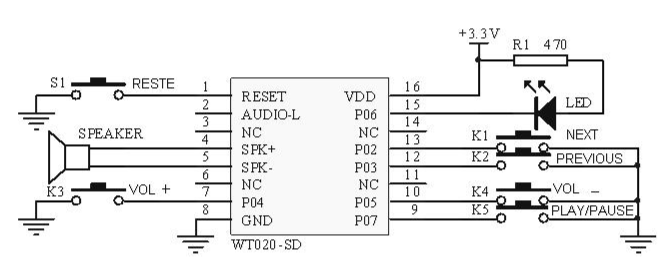 +3.3V
R1 470
S1 RESTE 1 16
RESET VDD
LED
2 15
AUDIO-L P06
3 14
SPEAKER NC NC K1 NEXT
4 13
SPK+ P02
5 12 K2 PREVIOUS
SPK- P03
6 11
NC NC
K3 VOL + 7 10 K4 VOL -
P04 P05
8 9 K5 PLAY/PAUSE
GND P07
WT020-SD